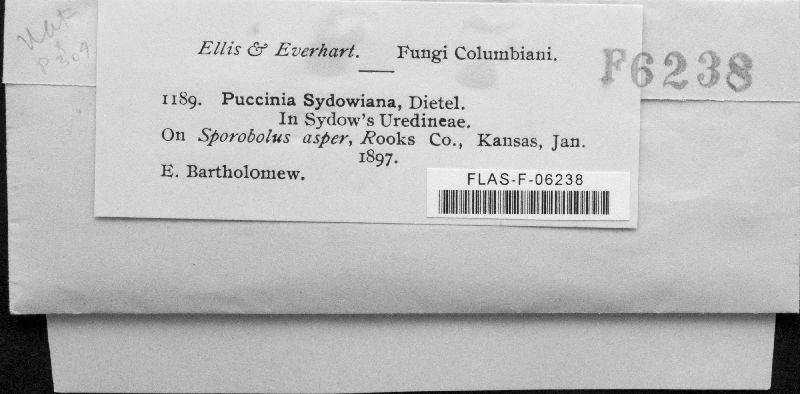 Ellis & Everhart. — Fungi Columbiani.
F6238
1189. Puccinia Sydowiana, Dietel.
In Sydow's Uredineae.
On Sporobolus asper, Rooks Co., Kansas, Jan.
1897.
E. Bartholomew.
FLAS-F-06238